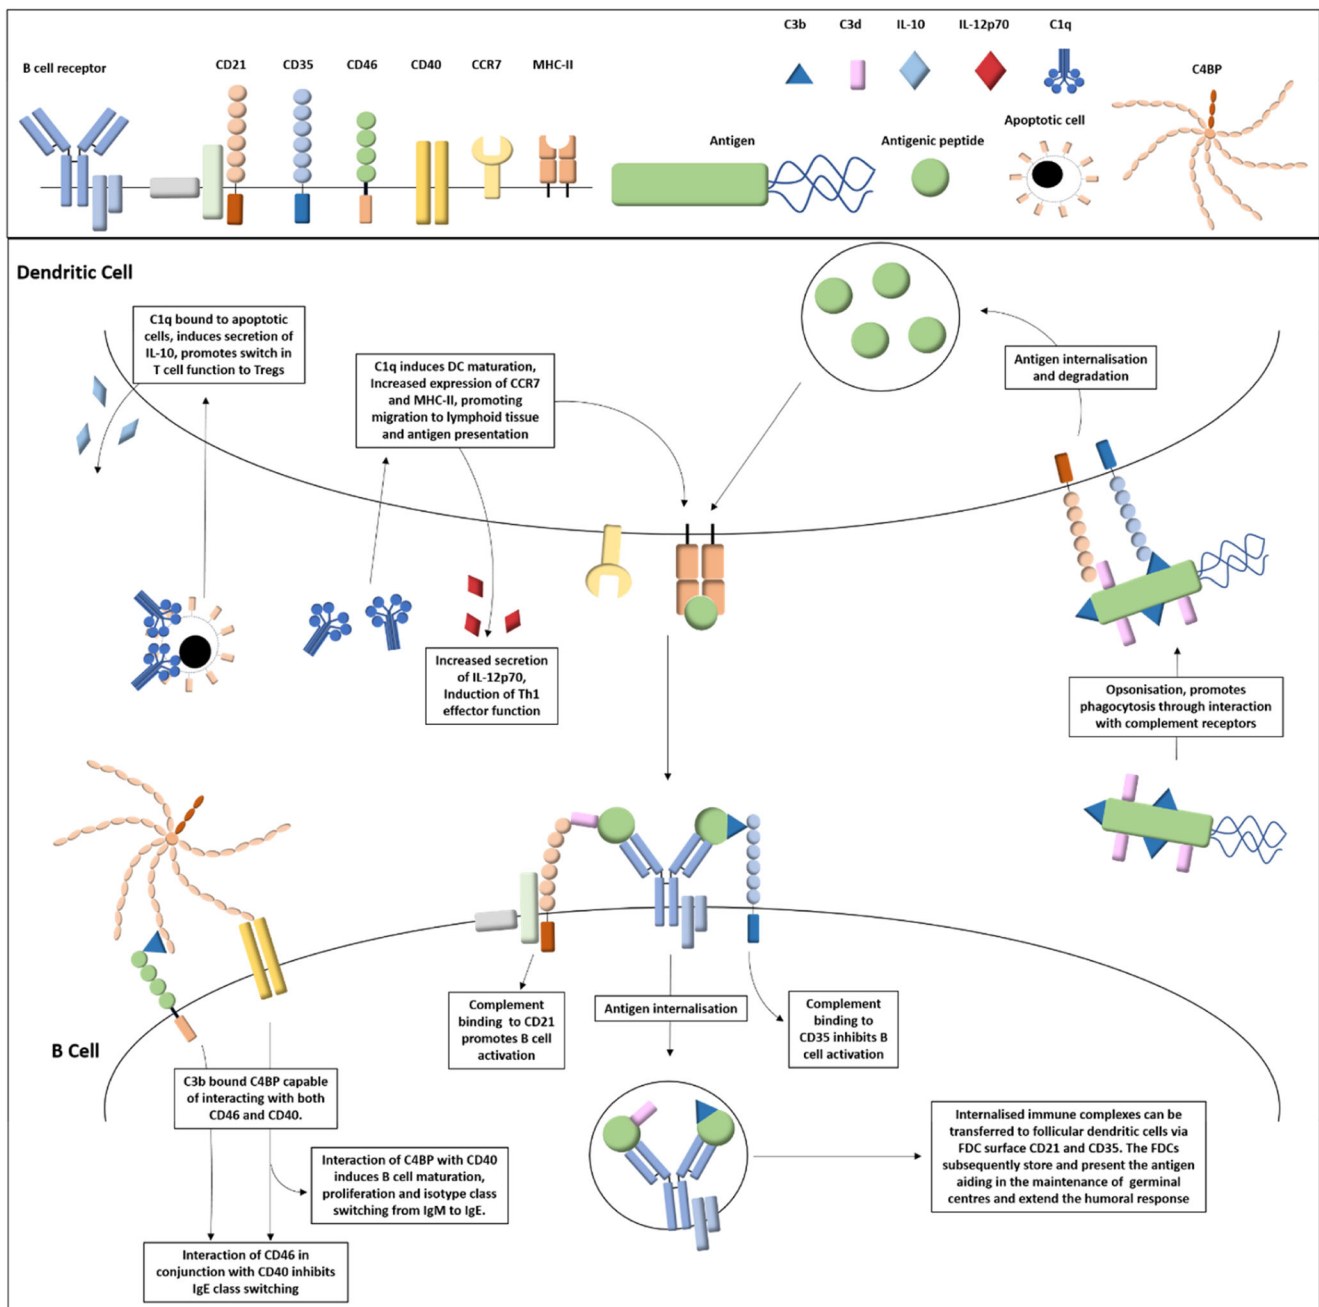 B cell receptor
CD21
CD35
CD46
CD40
CCR7
MHC-II
C3b
C3d
IL-10
IL-12p70
C1q
C4BP
Antigen
Antigenic peptide
Apoptotic cell
Dendritic Cell
C1q bound to apoptotic
cells, induces secretion of
IL-10, promotes switch in
T cell function to Tregs
C1q induces DC maturation,
Increased expression of CCR7
and MHC-II, promoting
migration to lymphoid tissue
and antigen presentation
Antigen internalisation
and degradation
Increased secretion
of IL-12p70,
Induction of Th1
effector function
Opsonisation, promotes
phagocytosis through interaction
with complement receptors
B Cell
Complement
binding to CD21
promotes B cell
activation
Antigen internalisation
Complement
binding to
CD35 inhibits B
cell activation
C3b bound C4BP capable
of interacting with both
CD46 and CD40.
Interaction of C4BP with CD40
induces B cell maturation,
proliferation and isotype class
switching from IgM to IgE.
Interaction of CD46 in
conjunction with CD40 inhibits
IgE class switching
Internalised immune complexes can be
transferred to follicular dendritic cells via
FDC surface CD21 and CD35. The FDCs
subsequently store and present the antigen
aiding in the maintenance of germinal
centres and extend the humoral response